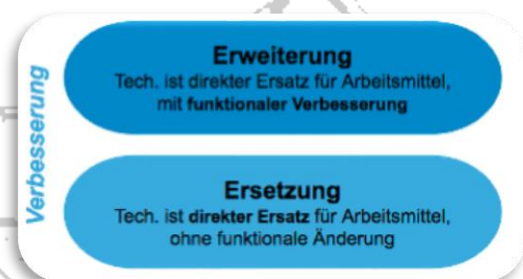 Verbesserung
Erweiterung
Tech. ist direkter Ersatz für Arbeitsmittel,
mit funktionaler Verbesserung
Ersetzung
Tech. ist direkter Ersatz für Arbeitsmittel,
ohne funktionale Änderung